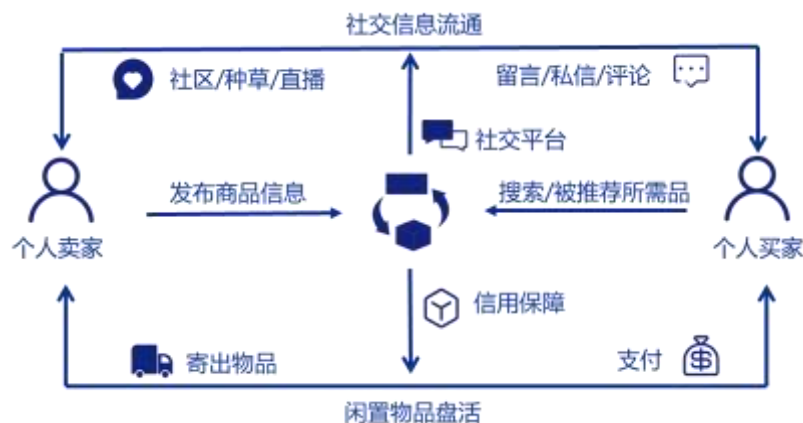 社交信息流通
社区/种草/直播
留言/私信/评论
社交平台
发布商品信息
搜索/被推荐所需品
个人卖家
个人买家
信用保障
寄出物品
支付
闲置物品盘活